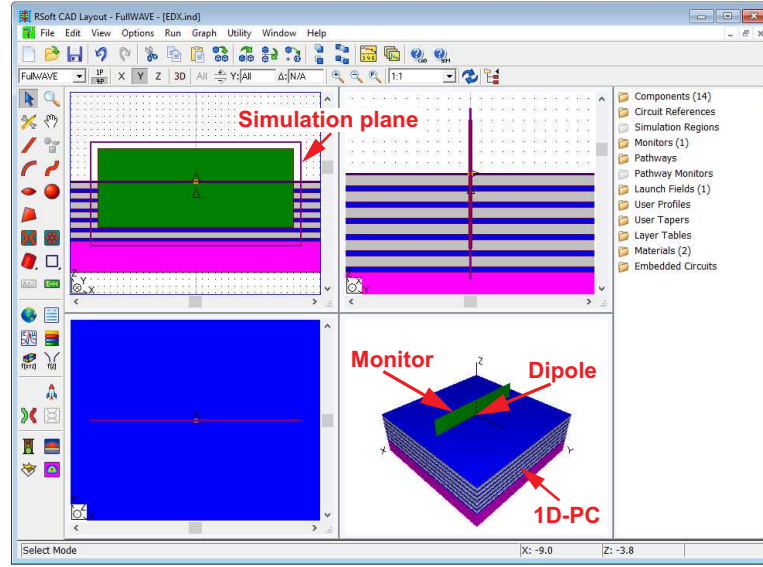 RSoft CAD Layout - FullWAVE - [EDX.ind]
File Edit View Options Run Graph Utility Window Help
FullWAVE 1P X Y Z 3D All Y: All Δ: N/A 1:1
Simulation plane
Z
Y
X
Y
Components (14)
Circuit References
Simulation Regions
Monitors (1)
Pathways
Pathway Monitors
Launch Fields (1)
User Profiles
User Tapers
Layer Tables
Materials (2)
Embedded Circuits
Monitor
Dipole
Z
X
Y
1D-PC
Select Mode X: -9.0 Z: -3.8